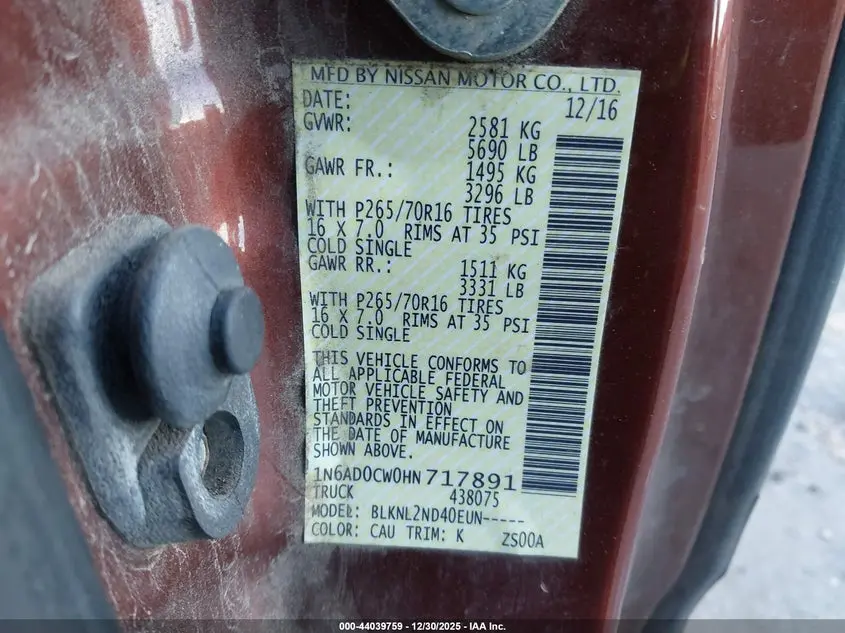 MFD BY NISSAN MOTOR CO., LTD.
DATE: 12/16
GVWR: 2581 KG
5690 LB
GAWR FR.: 1495 KG
3296 LB
WITH P265/70R16 TIRES
16 X 7.0 RIMS AT 35 PSI
COLD SINGLE
GAWR RR.: 1511 KG
3331 LB
WITH P265/70R16 TIRES
16 X 7.0 RIMS AT 35 PSI
COLD SINGLE
THIS VEHICLE CONFORMS TO
ALL APPLICABLE FEDERAL
MOTOR VEHICLE SAFETY AND
THEFT PREVENTION
STANDARDS IN EFFECT ON
THE DATE OF MANUFACTURE
SHOWN ABOVE.
1N6AD0CW0HN717891
TRUCK 438075
MODEL: BLKNL2ND40EUN-----
COLOR: CAU TRIM: K ZS00A
000-44039759 - 12/30/2025 - IAA Inc.